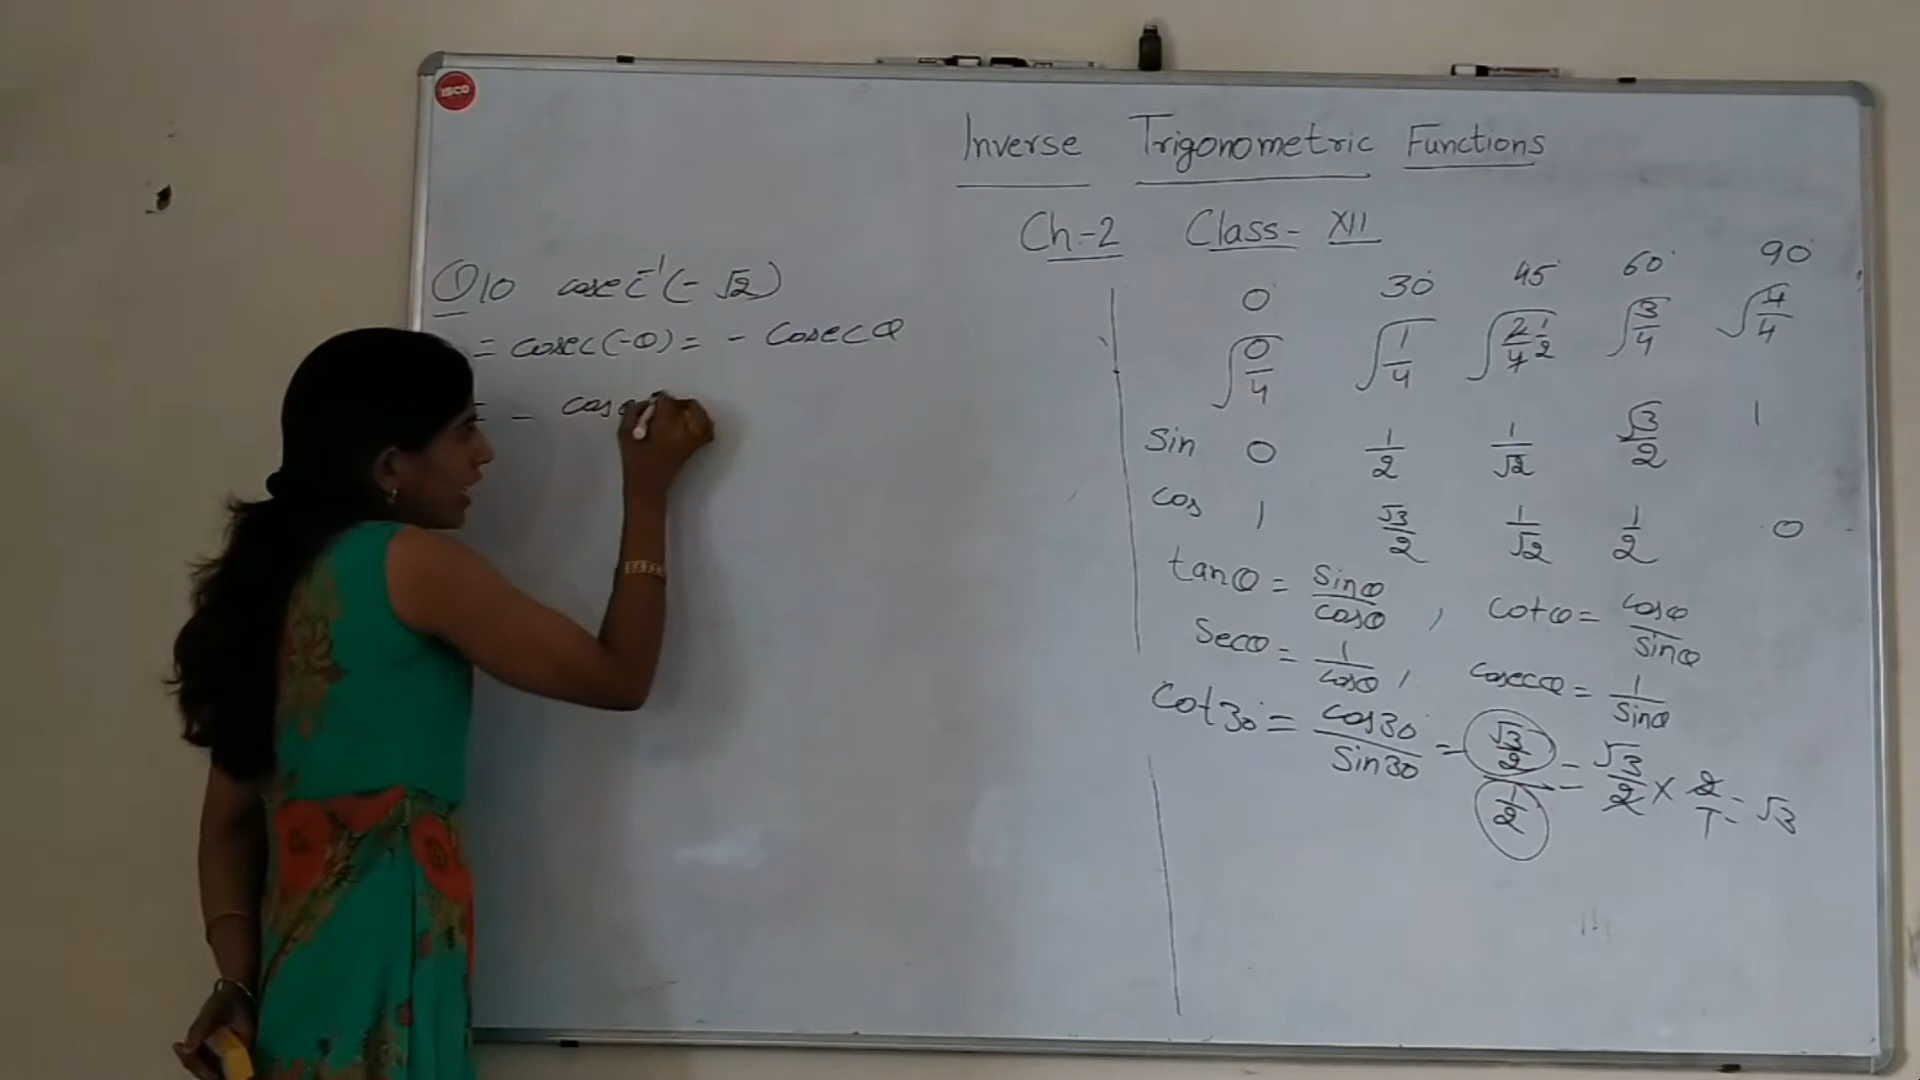 ISCO
Inverse Trigonometric Functions
Ch-2 Class- XII
Q10 cosec⁻¹(-√2)
= cosec(-θ) = - cosecθ
= - cosec
0 30° 45° 60° 90°
√0/4 √1/4 √2/4 1/2 √3/4 √4/4
sin 0 1/2 1/√2 √3/2 1
cos 1 √3/2 1/√2 1/2 0
tanθ = sinθ/cosθ , cotθ = cosθ/sinθ
Secθ = 1/cosθ , cosecθ = 1/sinθ
Cot30° = cos30/Sin30 = (√3/2)/(1/2) = √3/2 × 2/1 = √3